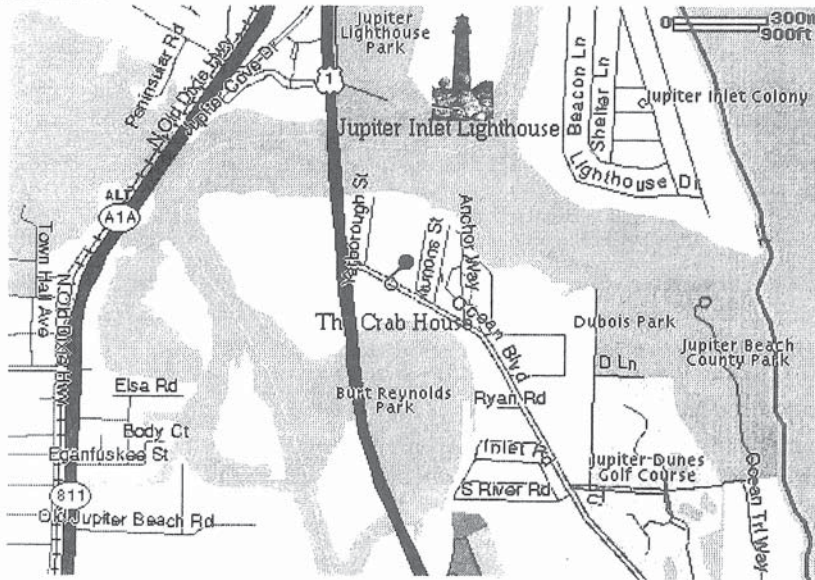 Jupiter
Lighthouse
Park
0 300m
900ft
Peninsular Rd
N Old Dixie Hwy
Jupiter Cove Dr
1
Jupiter Inlet Lighthouse
Beacon Ln
Shelter Ln
Jupiter Inlet Colony
Lighthouse Dr
ALT
A1A
Town Hall Ave
N Old Dixie Hwy
Yarborough St
Anchor Way
The Crab House
Ocean Blvd
Dubois Park
Jupiter Beach
County Park
D Ln
Elsa Rd
Burt Reynolds
Park
Ryan Rd
Body Ct
Eganfuskee St
Inlet Rd
Jupiter Dunes
Golf Course
S River Rd
811
Old Jupiter Beach Rd
Ocean Trl Way